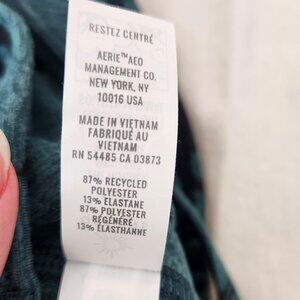 RESTEZ CENTRÉ
AERIE™AEO
MANAGEMENT CO.
NEW YORK, NY
10016 USA
MADE IN VIETNAM
FABRIQUÉ AU
VIETNAM
RN 54485 CA 03873
87% RECYCLED
POLYESTER
13% ELASTANE
87% POLYESTER
RÉGÉNÉRÉ
13% ÉLASTHANNE